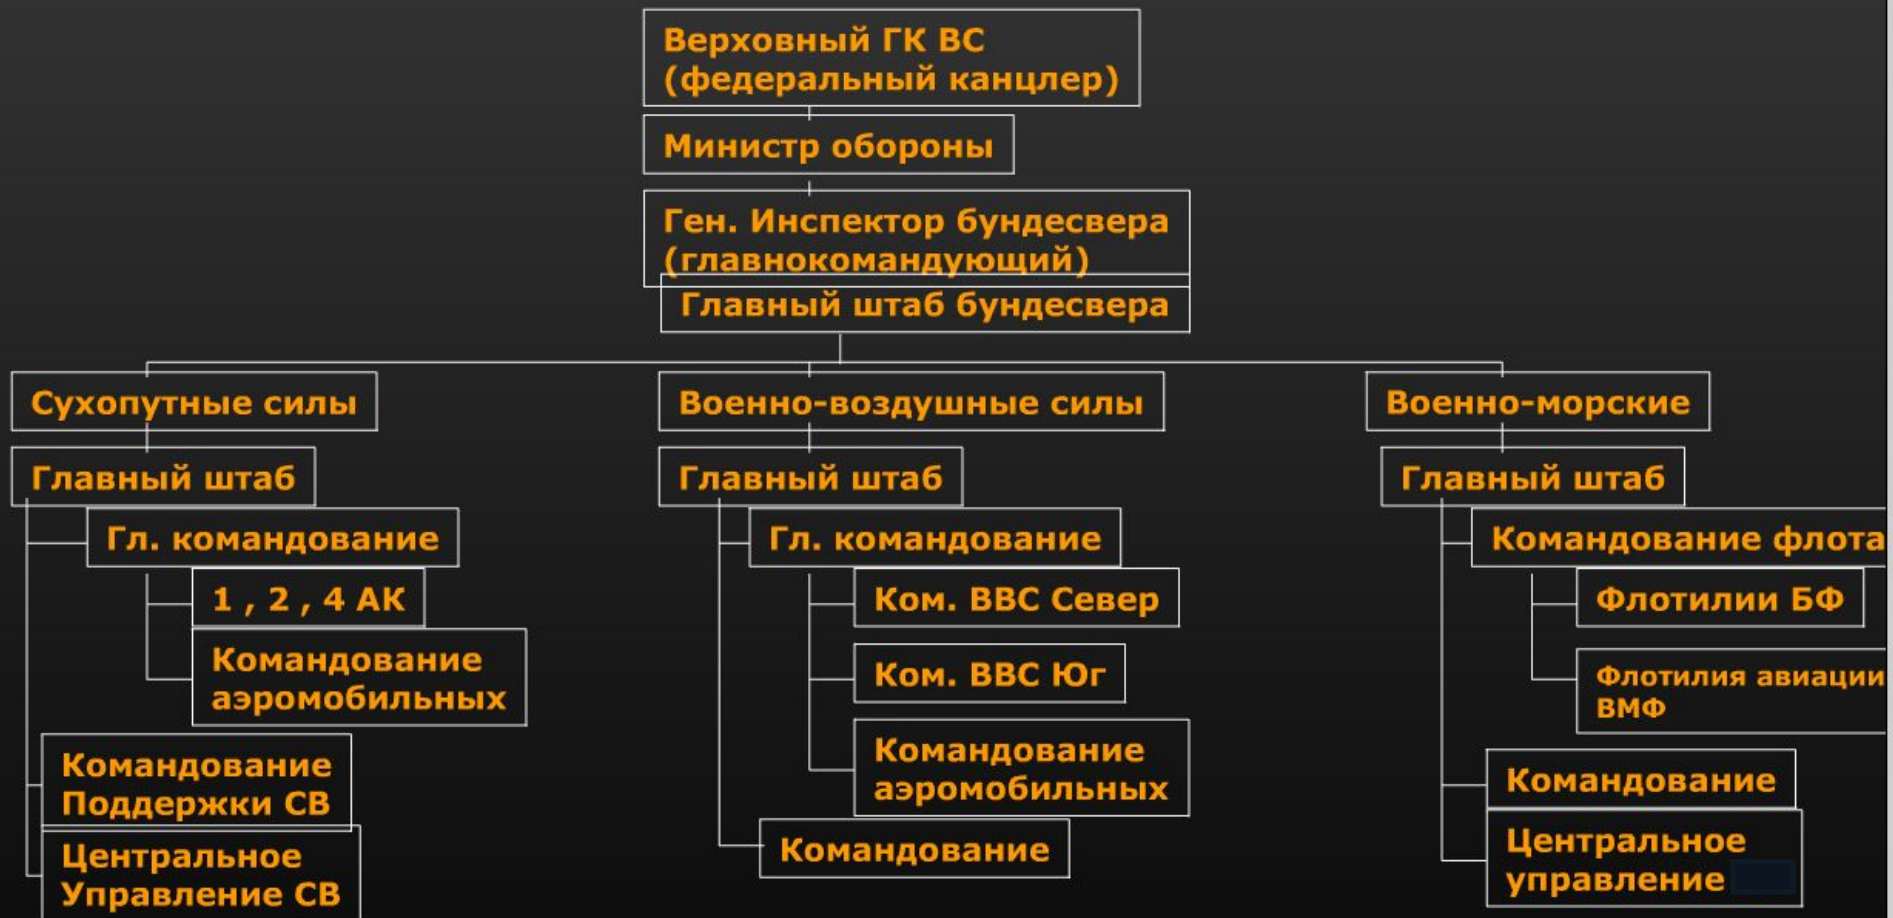 Верховный ГК ВС
(федеральный канцлер)
Министр обороны
Ген. Инспектор бундесвера
(главнокомандующий)
Главный штаб бундесвера
Сухопутные силы
Главный штаб
Гл. командование
1 , 2 , 4 АК
Командование
аэромобильных
Командование
Поддержки СВ
Центральное
Управление СВ
Военно-воздушные силы
Главный штаб
Гл. командование
Ком. ВВС Север
Ком. ВВС Юг
Командование
аэромобильных
Командование
Военно-морские
Главный штаб
Командование флота
Флотилии БФ
Флотилия авиации
ВМФ
Командование
Центральное
управление